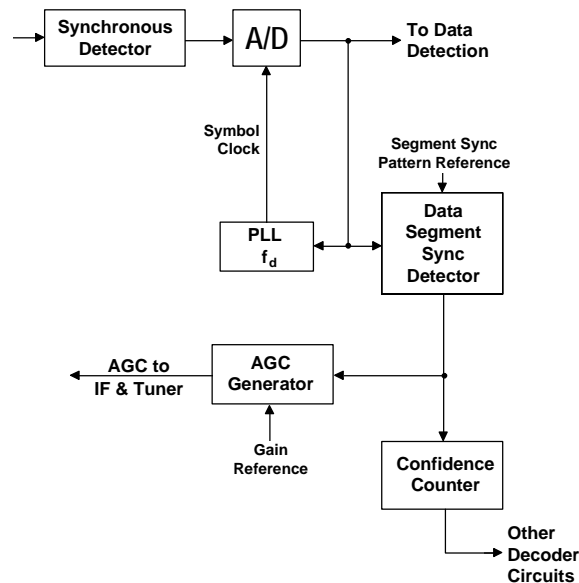 Synchronous
Detector
A/D
To Data
Detection
Symbol
Clock
Segment Sync
Pattern Reference
PLL
fd
Data
Segment
Sync
Detector
AGC to
IF & Tuner
AGC
Generator
Gain
Reference
Confidence
Counter
Other
Decoder
Circuits